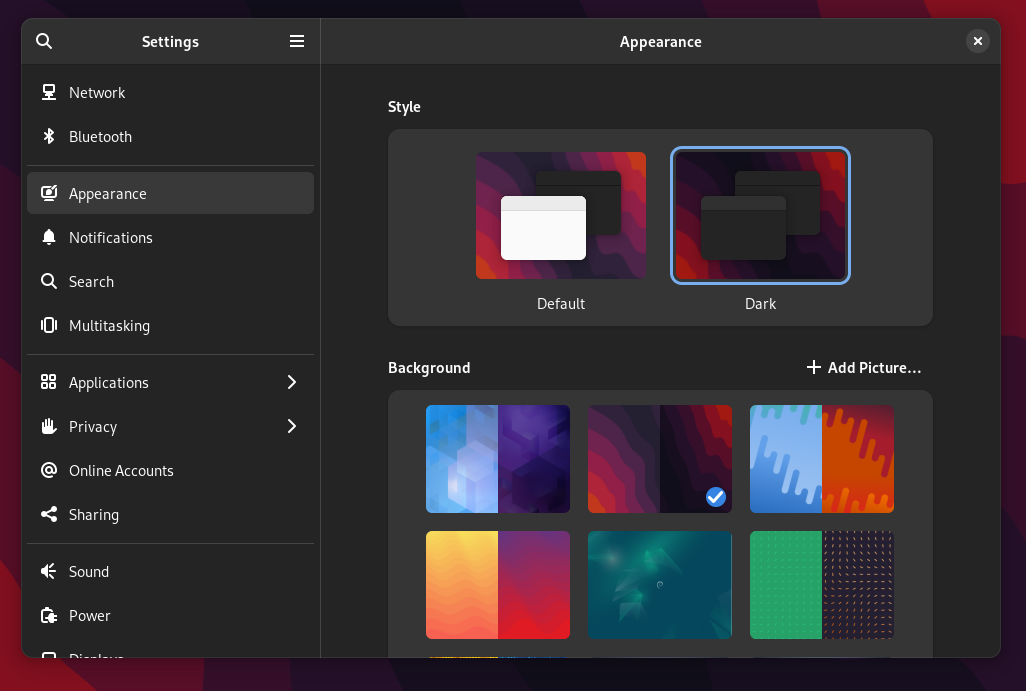 Settings
Appearance
Network
Bluetooth
Appearance
Notifications
Search
Multitasking
Applications
Privacy
Online Accounts
Sharing
Sound
Power
Displays
Style
Default
Dark
Background
Add Picture…